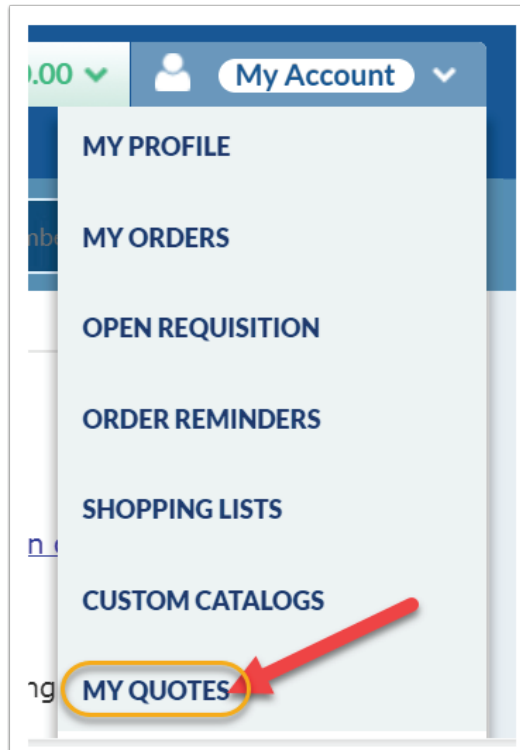 .00 My Account
MY PROFILE
MY ORDERS
OPEN REQUISITION
ORDER REMINDERS
SHOPPING LISTS
CUSTOM CATALOGS
MY QUOTES